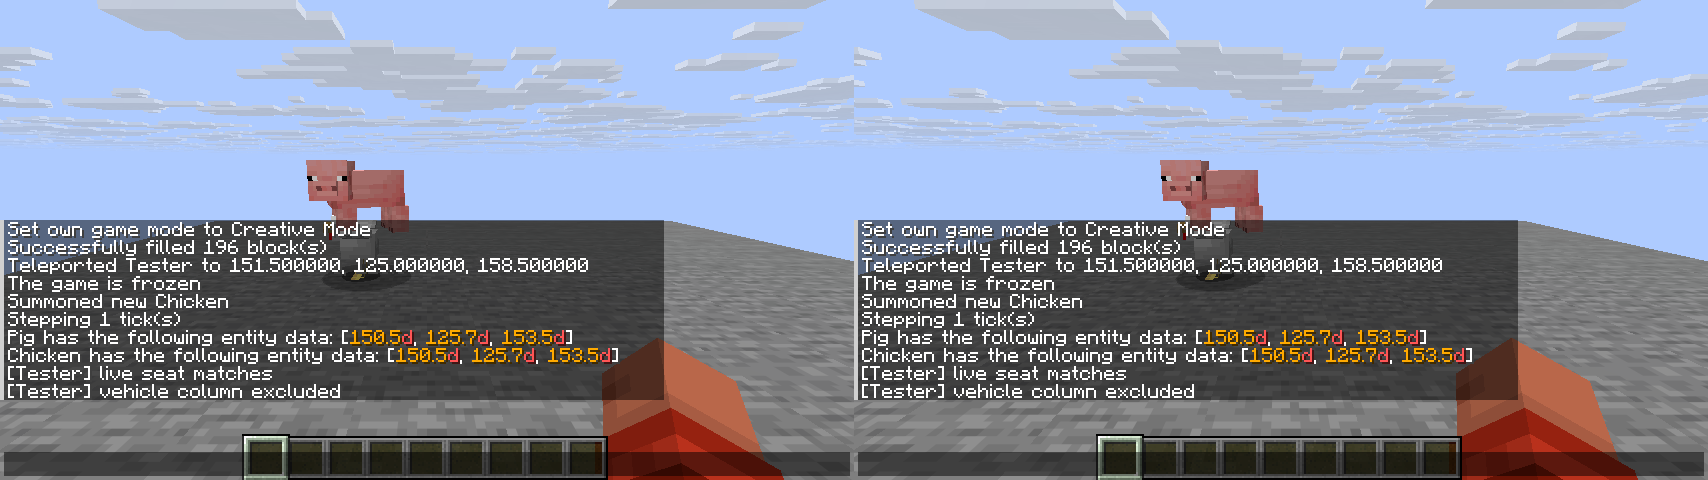 Set own game mode to Creative Mode
Successfully filled 196 block(s)
Teleported Tester to 151.500000, 125.000000, 158.500000
The game is frozen
Summoned new Chicken
Stepping 1 tick(s)
Pig has the following entity data: [150.5d, 125.7d, 153.5d]
Chicken has the following entity data: [150.5d, 125.7d, 153.5d]
[Tester] live seat matches
[Tester] vehicle column excluded
Set own game mode to Creative Mode
Successfully filled 196 block(s)
Teleported Tester to 151.500000, 125.000000, 158.500000
The game is frozen
Summoned new Chicken
Stepping 1 tick(s)
Pig has the following entity data: [150.5d, 125.7d, 153.5d]
Chicken has the following entity data: [150.5d, 125.7d, 153.5d]
[Tester] live seat matches
[Tester] vehicle column excluded